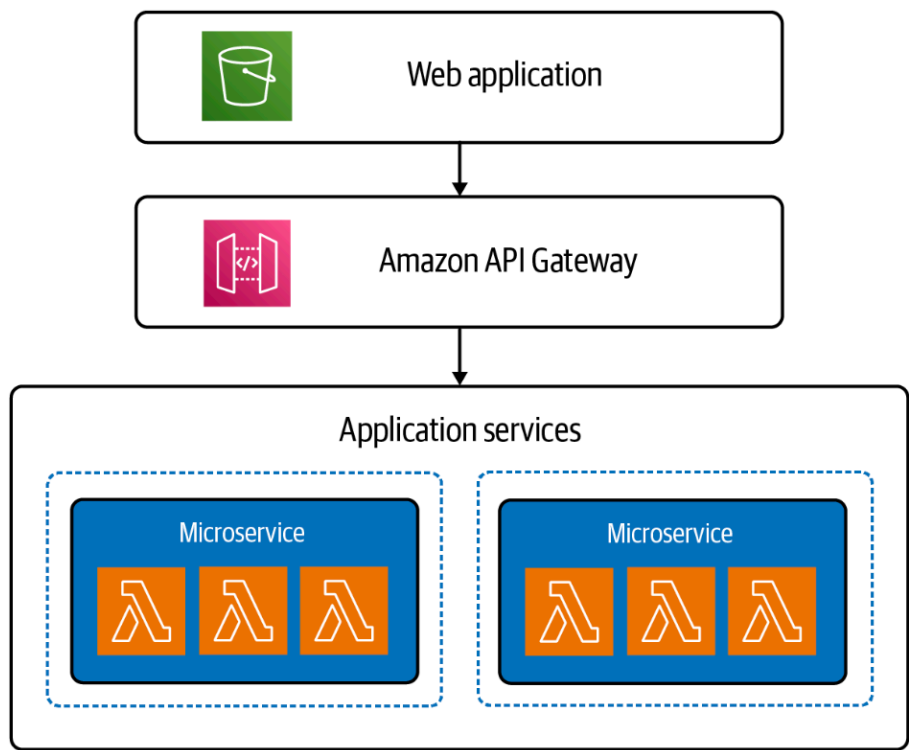 Web application
</>
Amazon API Gateway
Application services
Microservice
Microservice